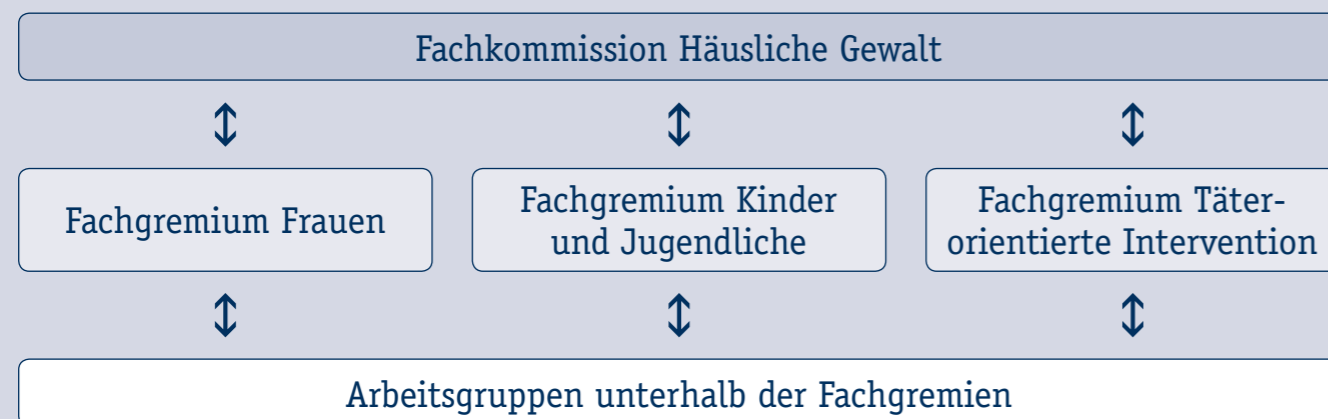 Fachkommission Häusliche Gewalt
Fachgremium Frauen
Fachgremium Kinder
und Jugendliche
Fachgremium Täter-
orientierte Intervention
Arbeitsgruppen unterhalb der Fachgremien